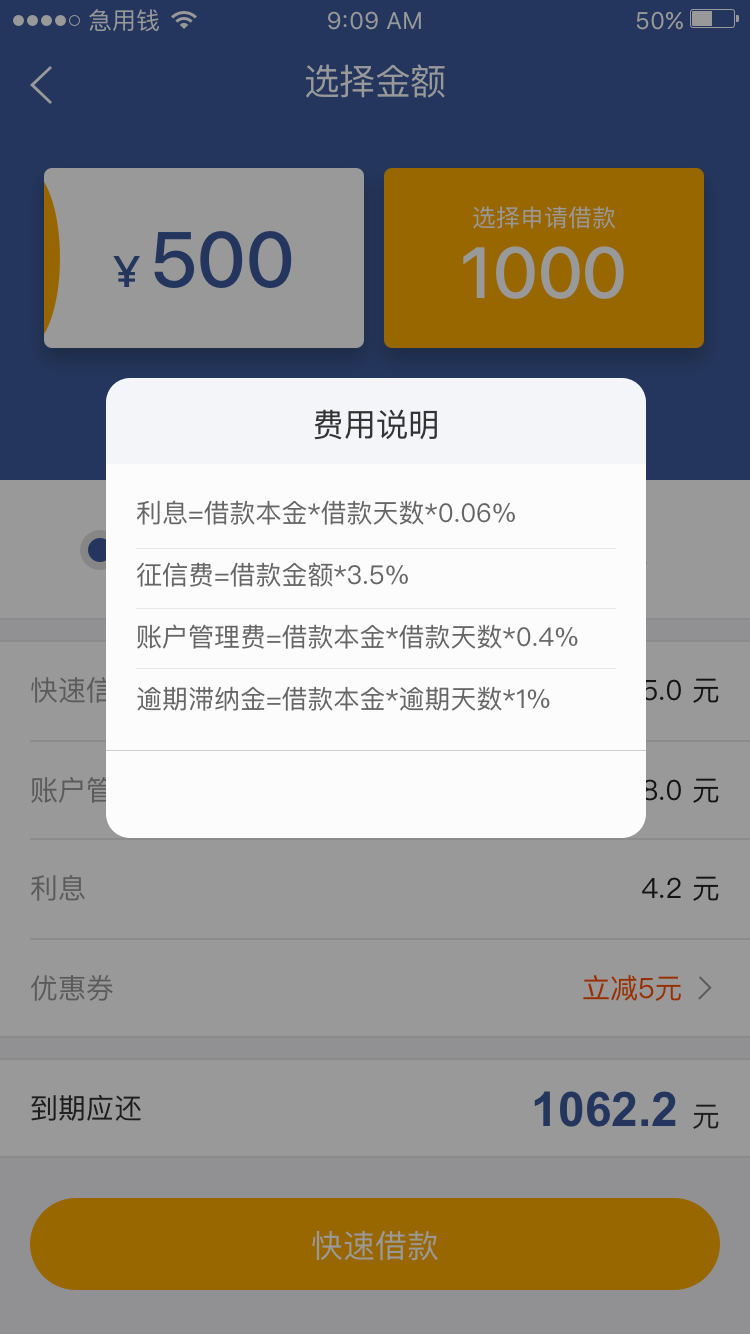 急用钱 9:09 AM 50%
选择金额
¥500
选择申请借款
1000
费用说明
利息=借款本金*借款天数*0.06%
征信费=借款金额*3.5%
账户管理费=借款本金*借款天数*0.4%
逾期滞纳金=借款本金*逾期天数*1%
快速信 5.0 元
账户管 8.0 元
利息 4.2 元
优惠券 立减5元
到期应还 1062.2 元
快速借款